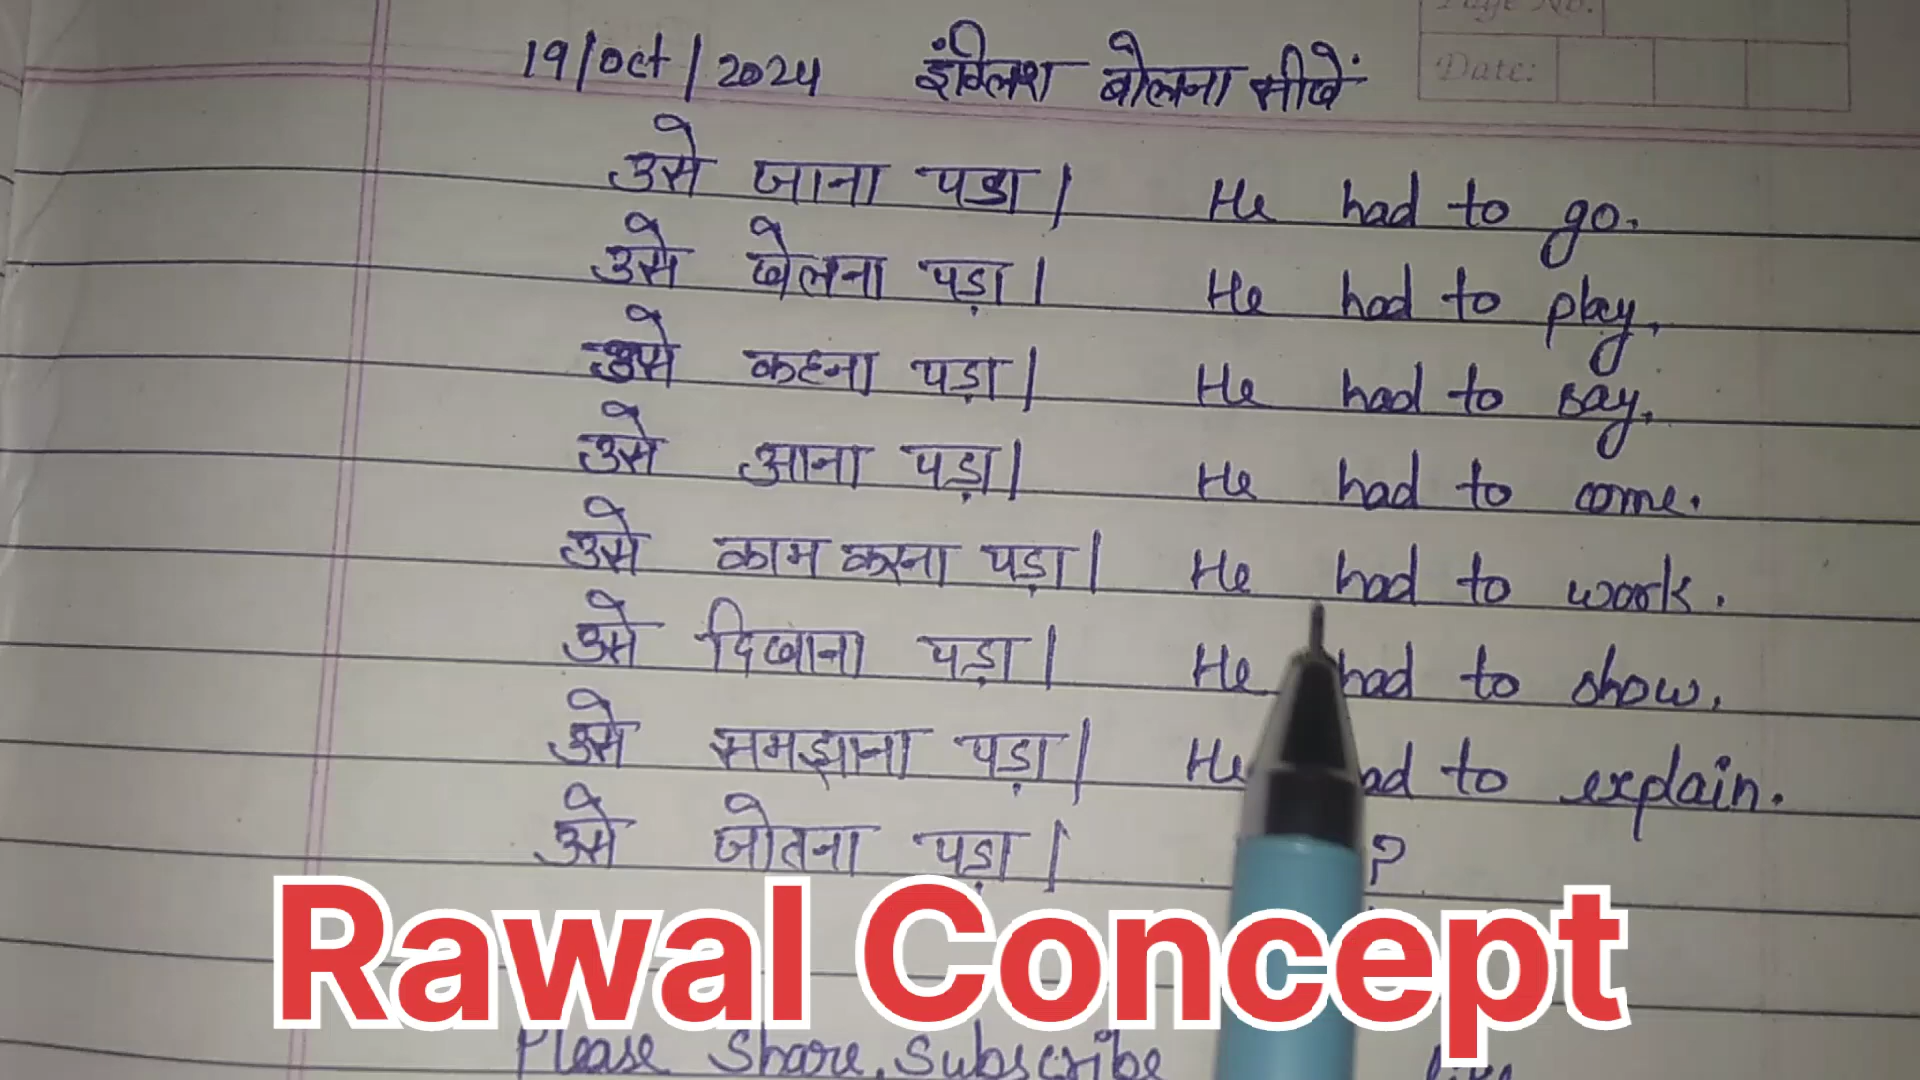 Page No.
19/Oct/2024 इंग्लिश बोलना सीखें
Date:
उसे जाना पडा। He had to go.
उसे खेलना पड़ा। He had to play.
उसे कहना पड़ा। He had to say.
उसे आना पड़ा। He had to come.
उसे काम करना पड़ा। He had to work.
उसे दिखाना पड़ा। He had to show.
उसे समझाना पड़ा। He had to explain.
उसे जोतना पड़ा। ?
Rawal Concept
Please Share, Subscribe